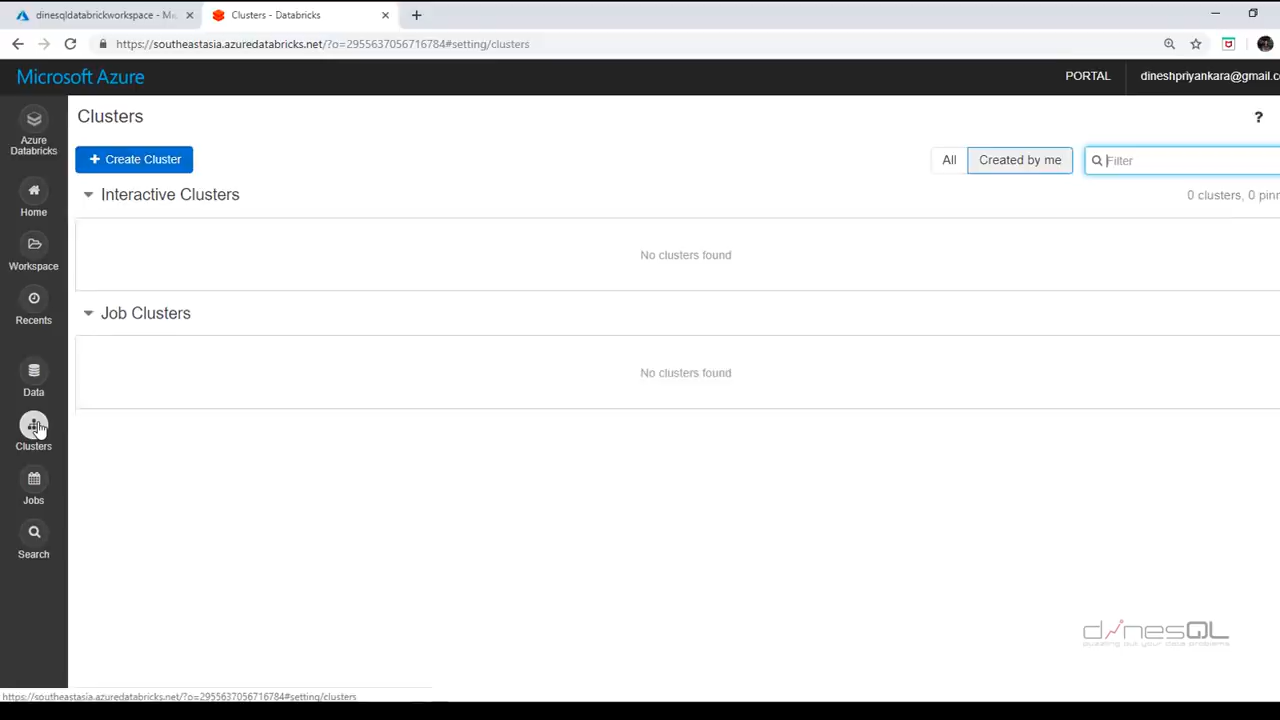 dinesqldatabrickworkspace - Mi
Clusters - Databricks
https://southeastasia.azuredatabricks.net/?o=2955637056716784#setting/clusters
Microsoft Azure
PORTAL
dineshpriyankara@gmail.c
Azure
Databricks
Home
Workspace
Recents
Data
Clusters
Jobs
Search
Clusters
?
+ Create Cluster
All
Created by me
Filter
Interactive Clusters
0 clusters, 0 pinn
No clusters found
Job Clusters
No clusters found
dinesQL
https://southeastasia.azuredatabricks.net/?o=2955637056716784#setting/clusters